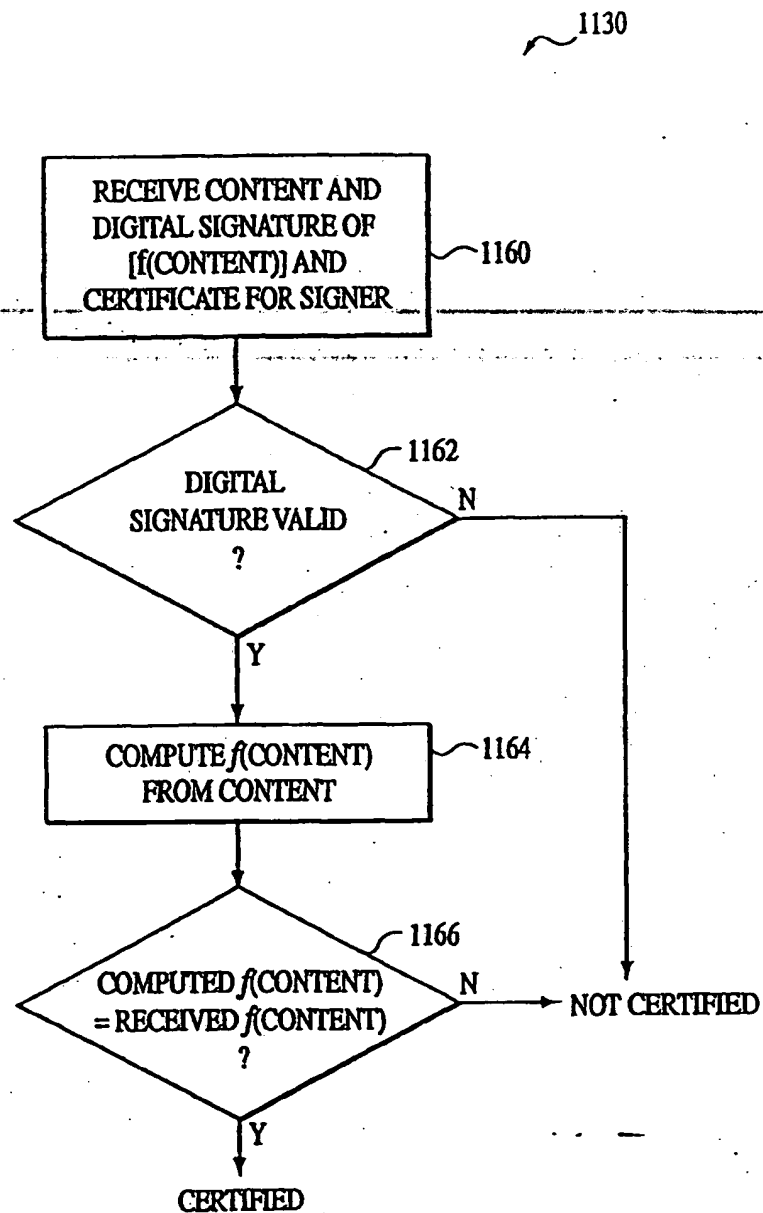 1130
RECEIVE CONTENT AND
DIGITAL SIGNATURE OF
[f(CONTENT)] AND
CERTIFICATE FOR SIGNER
1160
1162
DIGITAL
SIGNATURE VALID
?
N
Y
COMPUTE f(CONTENT)
FROM CONTENT
1164
1166
COMPUTED f(CONTENT)
= RECEIVED f(CONTENT)
?
N
NOT CERTIFIED
Y
CERTIFIED